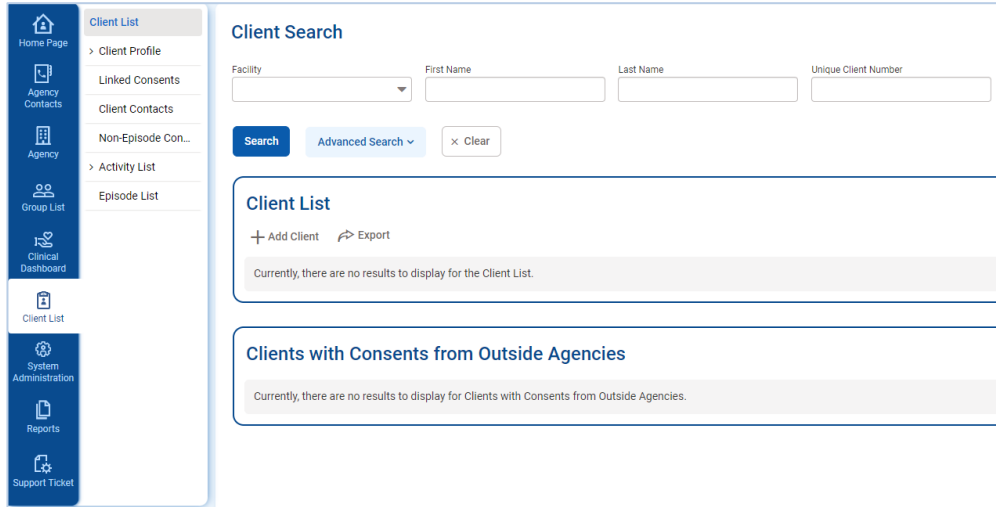 Home Page
Agency
Contacts
Agency
Group List
Clinical
Dashboard
Client List
System
Administration
Reports
Support Ticket
Client List
Client Profile
Linked Consents
Client Contacts
Non-Episode Con...
Activity List
Episode List
Client Search
Facility First Name Last Name Unique Client Number
Search Advanced Search Clear
Client List
Add Client Export
Currently, there are no results to display for the Client List.
Clients with Consents from Outside Agencies
Currently, there are no results to display for Clients with Consents from Outside Agencies.